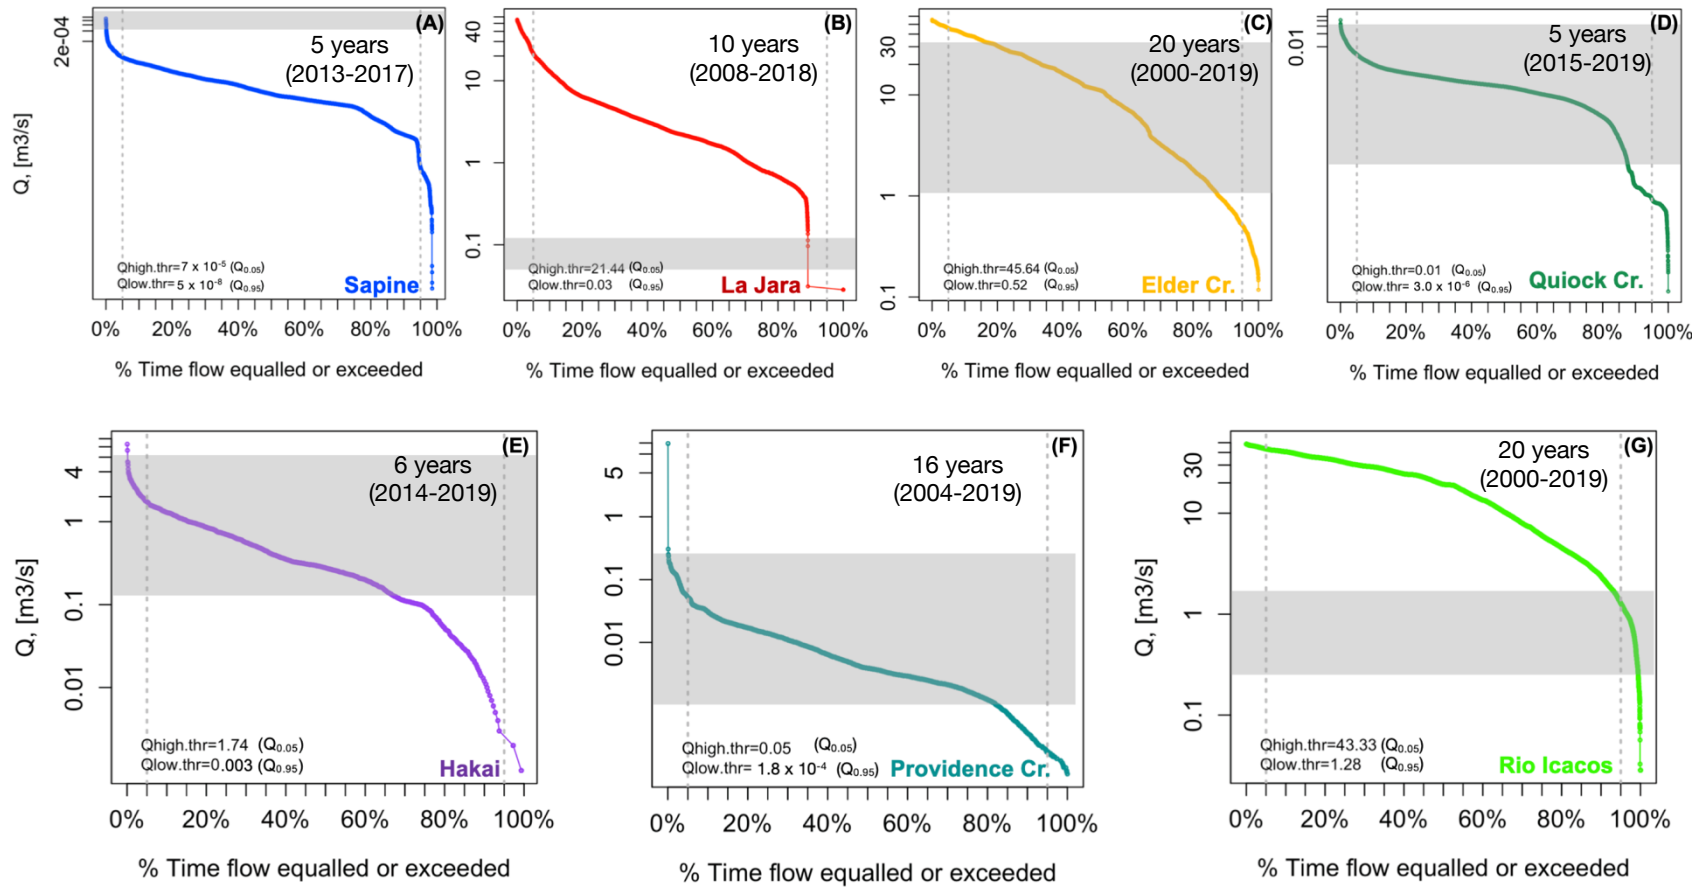 (A)
5 years
(2013-2017)
2e-04
Q, [m3/s]
Qhigh.thr=7 x 10⁻⁵ (Q0.05)
Qlow.thr=5 x 10⁻⁸ (Q0.95)
Sapine
0% 20% 40% 60% 80% 100%
% Time flow equalled or exceeded
(B)
10 years
(2008-2018)
40
10
1
0.1
Qhigh.thr=21.44 (Q0.05)
Qlow.thr=0.03 (Q0.95)
La Jara
0% 20% 40% 60% 80% 100%
% Time flow equalled or exceeded
(C)
20 years
(2000-2019)
30
10
1
0.1
Qhigh.thr=45.64 (Q0.05)
Qlow.thr=0.52 (Q0.95)
Elder Cr.
0% 20% 40% 60% 80% 100%
% Time flow equalled or exceeded
(D)
5 years
(2015-2019)
0.01
Qhigh.thr=0.01 (Q0.05)
Qlow.thr= 3.0 x 10⁻⁶ (Q0.95)
Quiock Cr.
0% 20% 40% 60% 80% 100%
% Time flow equalled or exceeded
(E)
6 years
(2014-2019)
4
1
0.1
0.01
Q, [m3/s]
Qhigh.thr=1.74 (Q0.05)
Qlow.thr=0.003 (Q0.95)
Hakai
0% 20% 40% 60% 80% 100%
% Time flow equalled or exceeded
(F)
16 years
(2004-2019)
5
1
0.1
0.01
Qhigh.thr=0.05 (Q0.05)
Qlow.thr= 1.8 x 10⁻⁴ (Q0.95)
Providence Cr.
0% 20% 40% 60% 80% 100%
% Time flow equalled or exceeded
(G)
20 years
(2000-2019)
30
10
1
0.1
Q, [m3/s]
Qhigh.thr=43.33 (Q0.05)
Qlow.thr=1.28 (Q0.95)
Rio Icacos
0% 20% 40% 60% 80% 100%
% Time flow equalled or exceeded